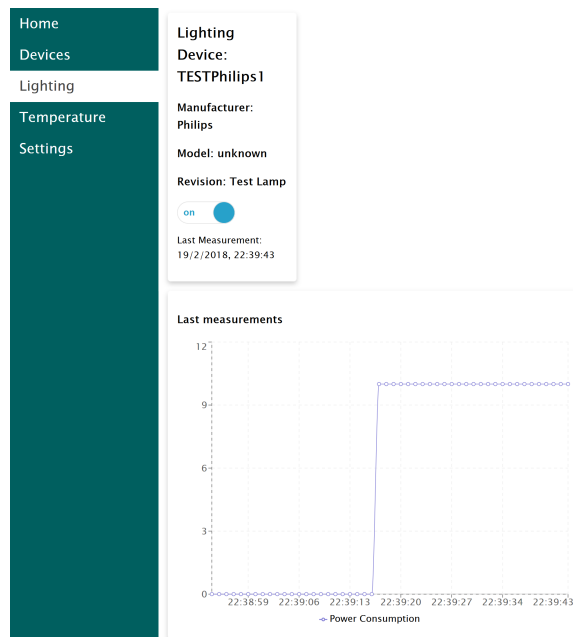 Home
Devices
Lighting
Temperature
Settings
Lighting
Device:
TESTPhilips1
Manufacturer:
Philips
Model: unknown
Revision: Test Lamp
on
Last Measurement:
19/2/2018, 22:39:43
Last measurements
12
9
6
3
0
22:38:59 22:39:06 22:39:13 22:39:20 22:39:27 22:39:34 22:39:43
Power Consumption